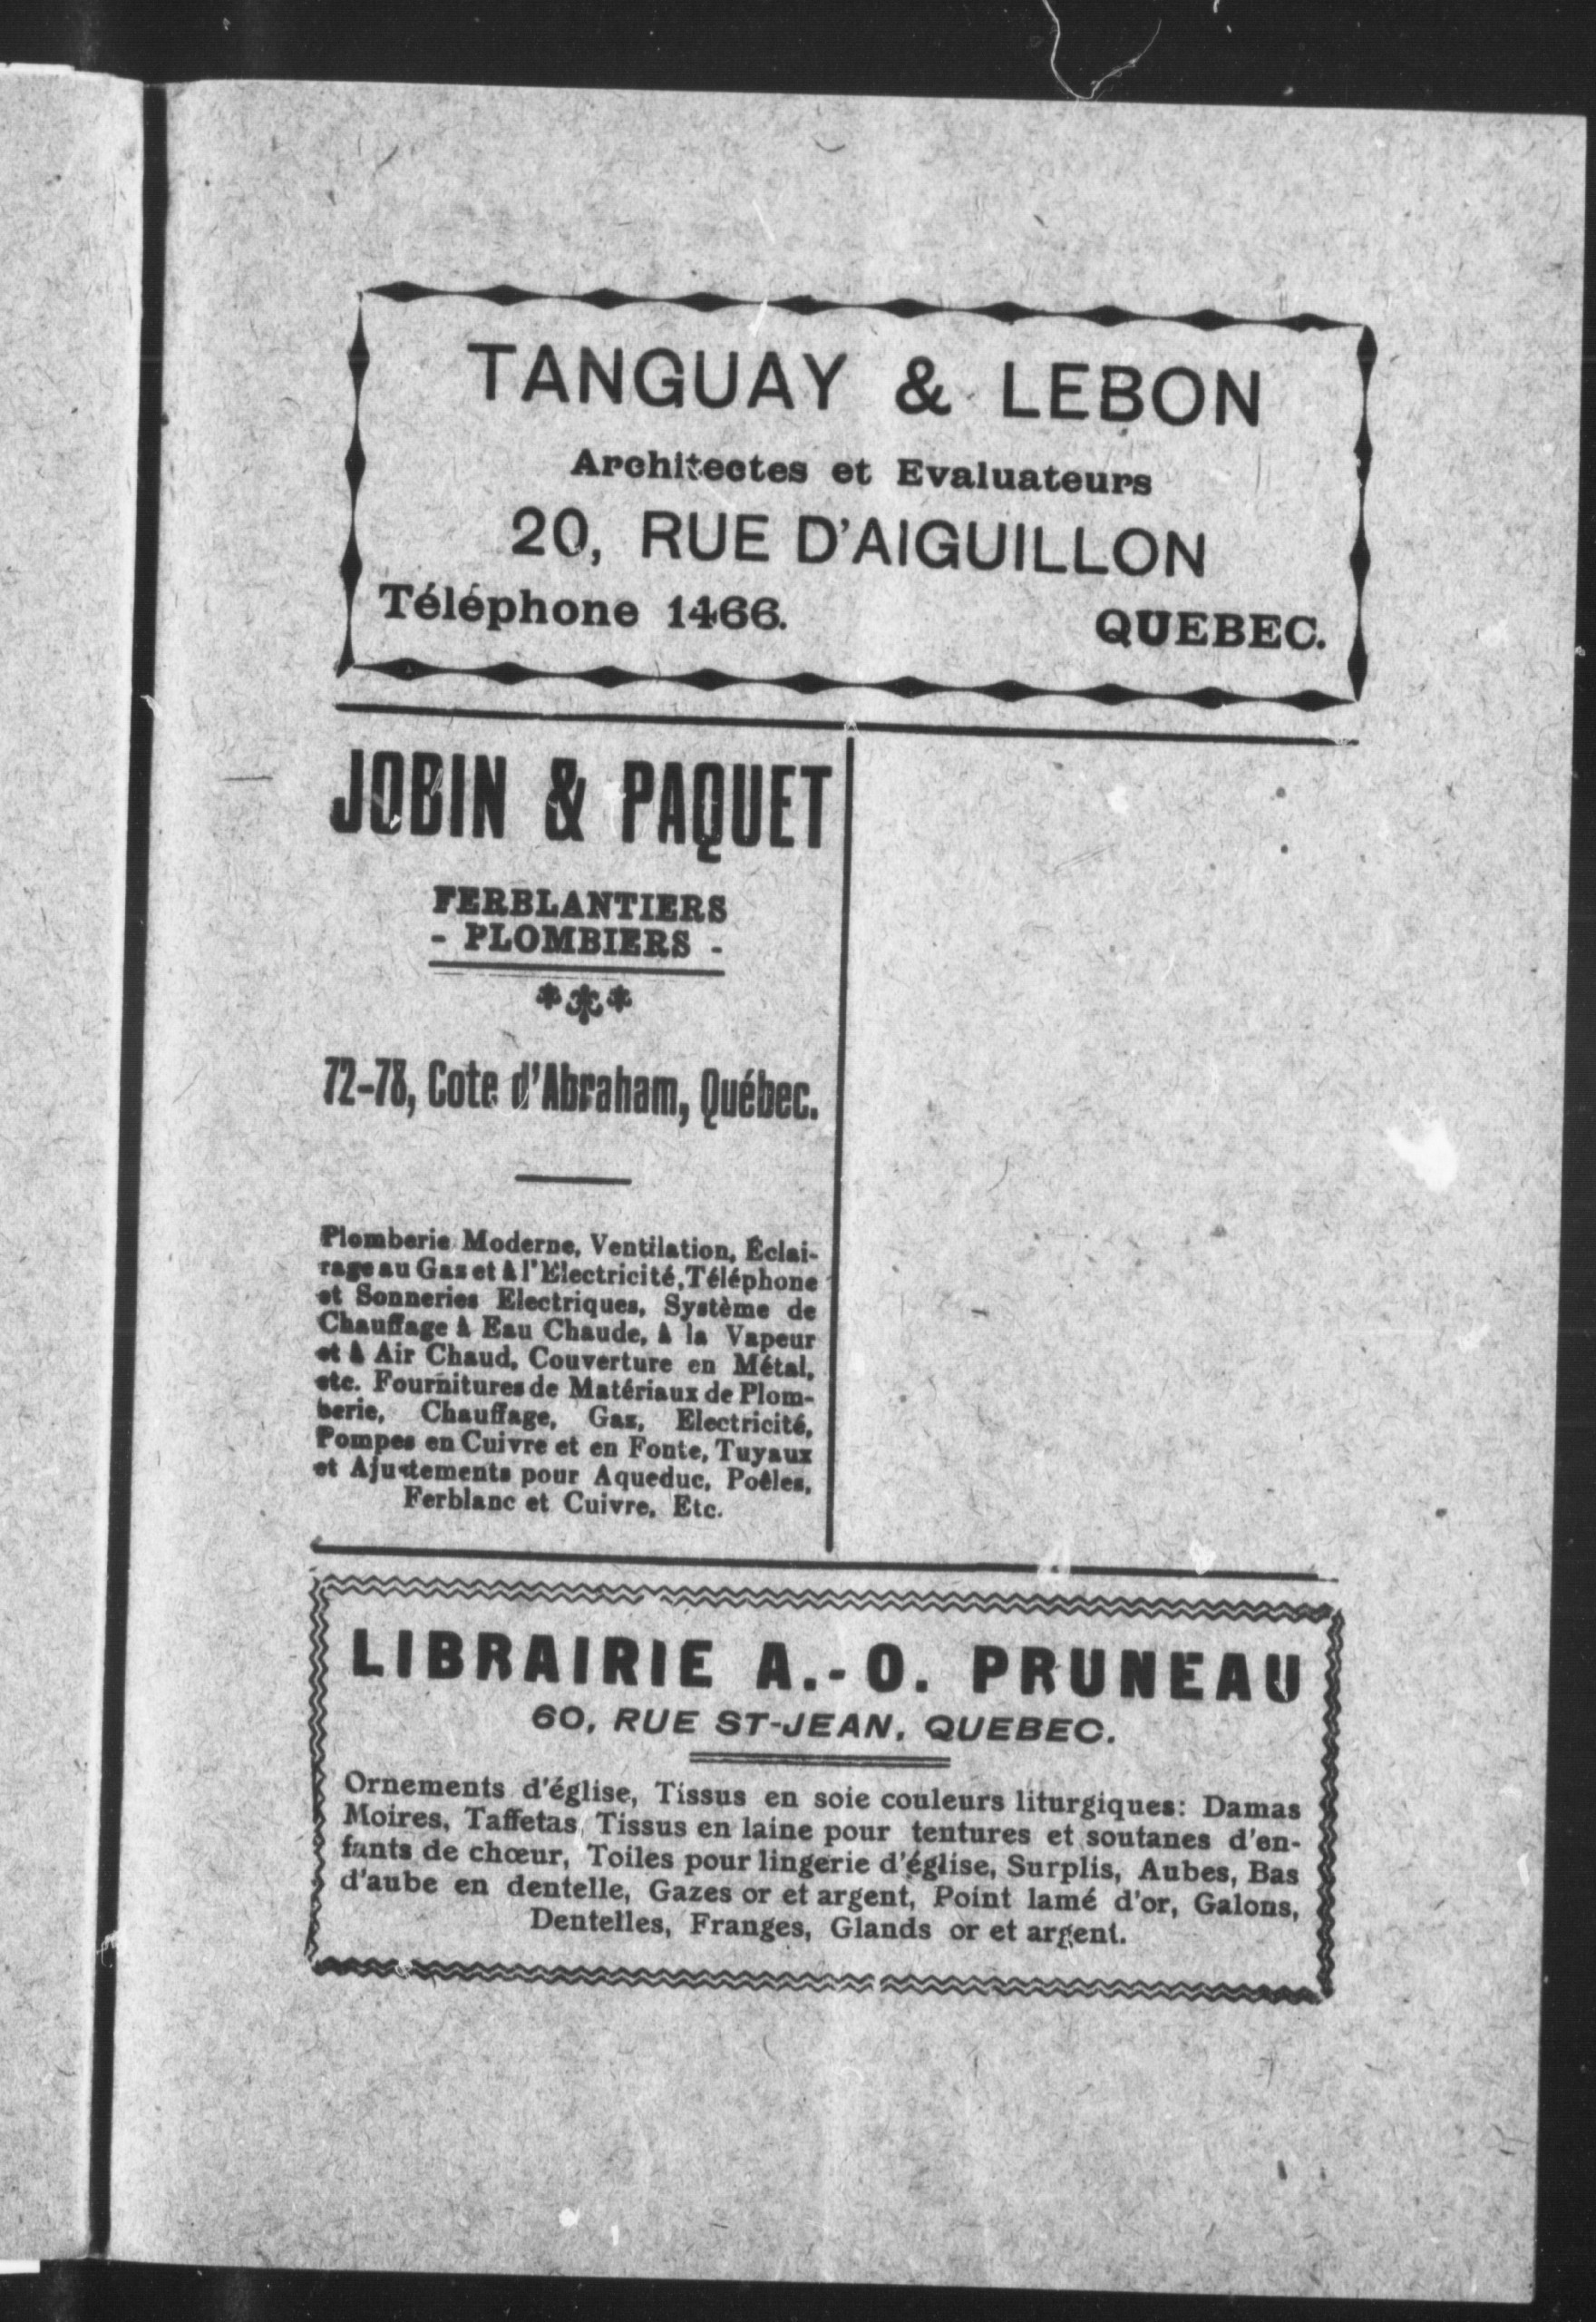 TANGUAY & LEBON
Architectes et Evaluateurs
20, RUE D'AIGUILLON
Téléphone 1466. QUEBEC.
JOBIN & PAQUET
FERBLANTIERS
- PLOMBIERS -
72-78, Cote d'Abraham, Québec.
Plomberie Moderne, Ventilation, Éclai-
rage au Gas et à l'Electricité, Téléphone
et Sonneries Electriques, Système de
Chauffage à Eau Chaude, à la Vapeur
et à Air Chaud, Couverture en Métal,
etc. Fournitures de Matériaux de Plom-
berie, Chauffage, Gaz, Electricité,
Pompes en Cuivre et en Fonte, Tuyaux
et Ajustements pour Aqueduc, Poêles,
Ferblanc et Cuivre, Etc.
LIBRAIRIE A.-O. PRUNEAU
60, RUE ST-JEAN, QUEBEC.
Ornements d'église, Tissus en soie couleurs liturgiques: Damas
Moires, Taffetas, Tissus en laine pour tentures et soutanes d'en-
fants de chœur, Toiles pour lingerie d'église, Surplis, Aubes, Bas
d'aube en dentelle, Gazes or et argent, Point lamé d'or, Galons,
Dentelles, Franges, Glands or et argent.